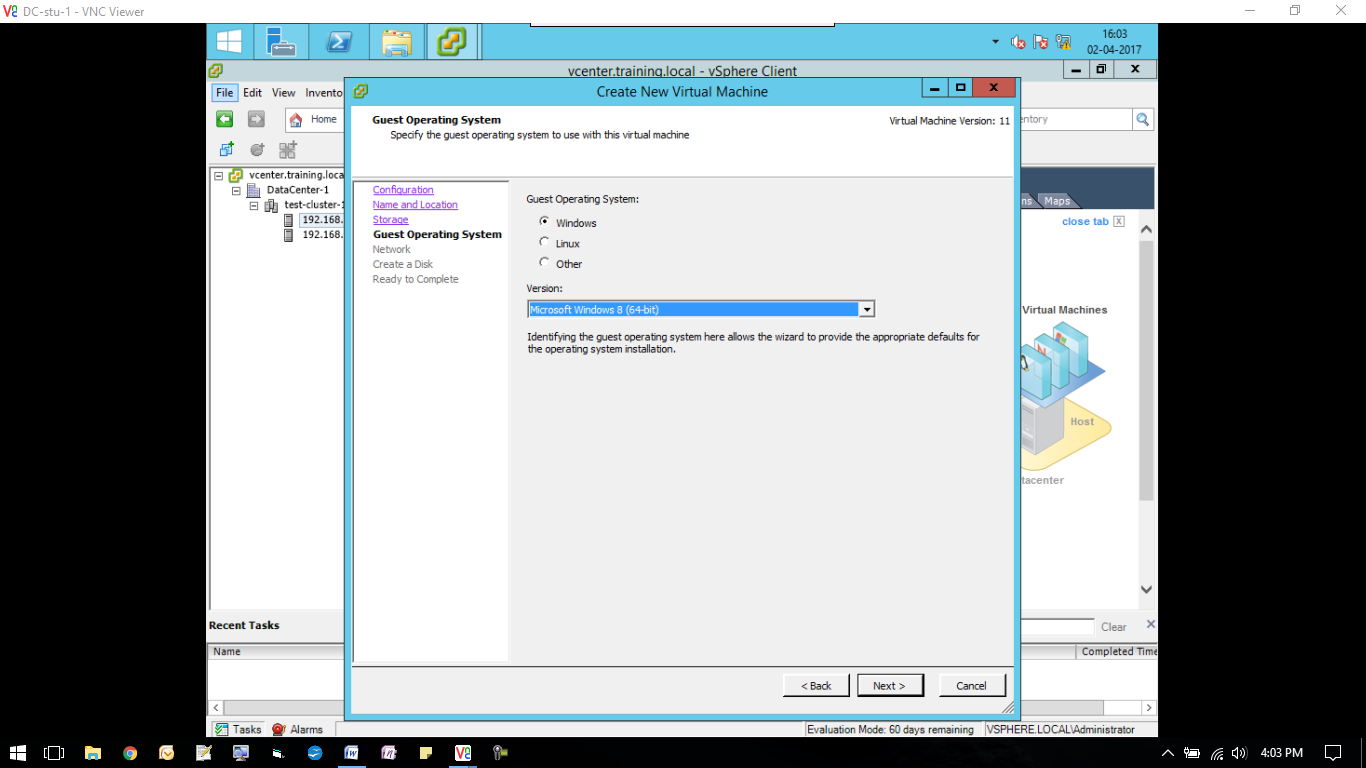 DC-stu-1 - VNC Viewer
16:03
02-04-2017
vcenter.training.local - vSphere Client
File Edit View Invento
Create New Virtual Machine
Home
Guest Operating System
Specify the guest operating system to use with this virtual machine
Virtual Machine Version: 11
entory
vcenter.training.loca
DataCenter-1
test-cluster-1
192.168.
192.168.
Configuration
Name and Location
Storage
Guest Operating System
Network
Create a Disk
Ready to Complete
Guest Operating System:
Windows
Linux
Other
Version:
Microsoft Windows 8 (64-bit)
Identifying the guest operating system here allows the wizard to provide the appropriate defaults for
the operating system installation.
ns Maps
close tab X
Virtual Machines
Host
tacenter
Recent Tasks
Clear
Name
Completed Time
< Back Next > Cancel
Tasks Alarms
Evaluation Mode: 60 days remaining VSPHERE.LOCAL\Administrator
4:03 PM